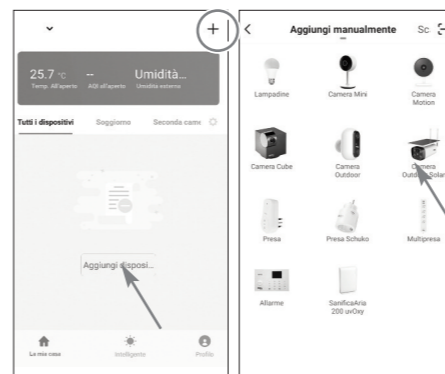 25.7 °C -- Umidità...
Temp. All'aperto AQI all'aperto Umidità esterna
Tutti i dispositivi Soggiorno Seconda came
Aggiungi disposi...
La mia casa Intelligente Profilo
Aggiungi manualmente Sc
Lampadine Camera Mini Camera Motion
Camera Cube Camera Outdoor Camera Outdoor Solar
Presa Presa Schuko Multipresa
Allarme SanificaAria 200 uvOxy